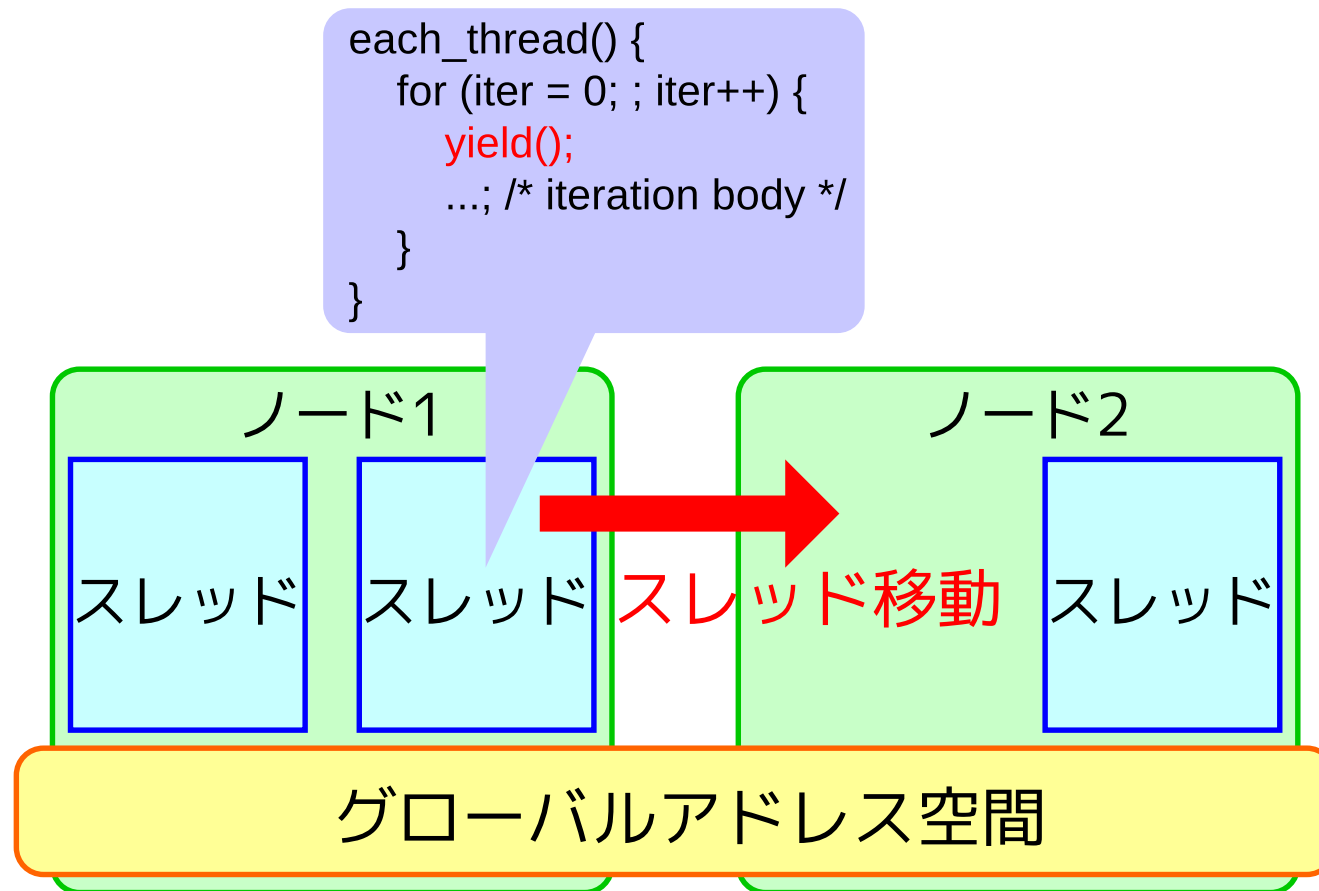 each_thread() {
for (iter = 0; ; iter++) {
yield();
...; /* iteration body */
}
}
ノード1
ノード2
スレッド
スレッド
スレッド移動
スレッド
グローバルアドレス空間